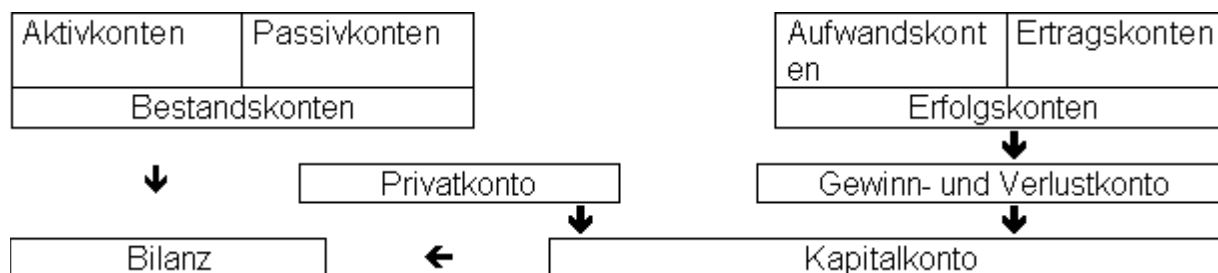 Aktivkonten Passivkonten Aufwandskont Ertragskonten
en
Bestandskonten Erfolgskonten
Privatkonto Gewinn- und Verlustkonto
Bilanz Kapitalkonto